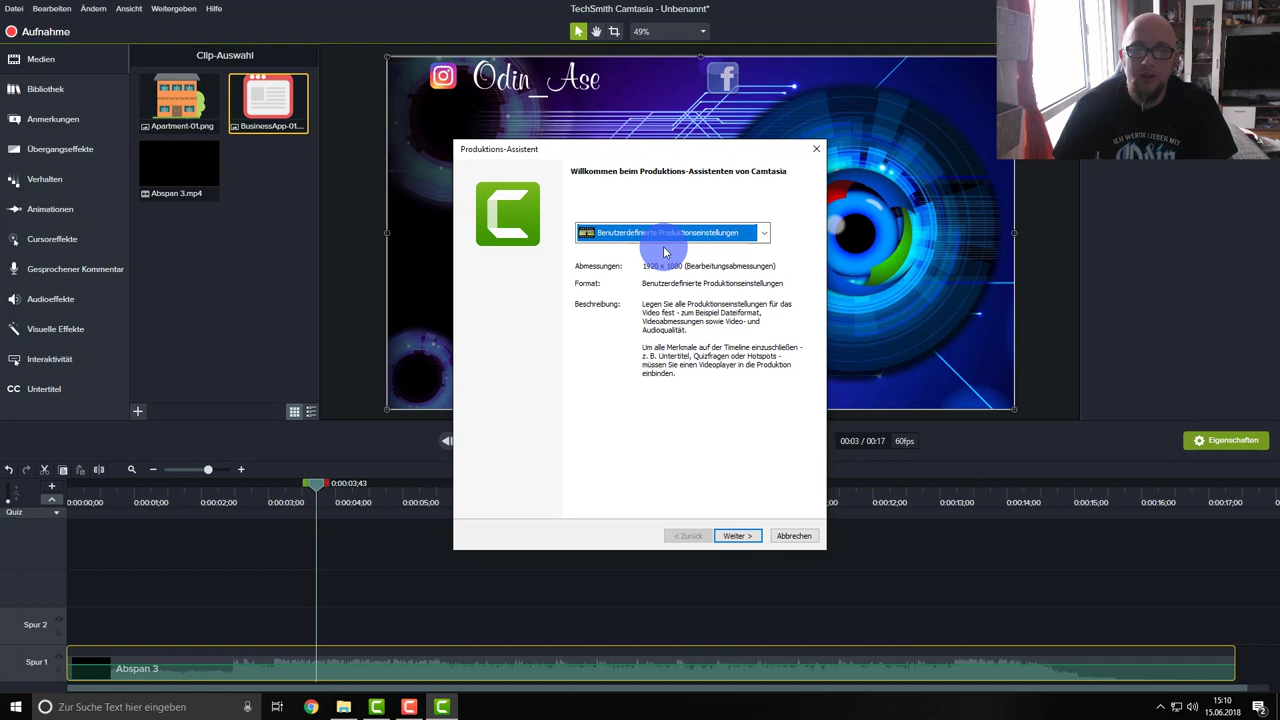 Datei Bearbeiten Ändern Ansicht Weitergeben Hilfe
TechSmith Camtasia - Unbenannt*
Aufnahme
49%
Medien
Bibliothek
Anmerkungen
Übergangseffekte
Verhalten
Animationen
Cursoreffekte
Gesprochener Kommentar
Audioeffekte
Visuelle Effekte
Interaktivität
CC Untertitel
Clip-Auswahl
Apartment-01.png
BusinessApp-01....
Abspan 3.mp4
Odin_Ase
ICH WERDE LIEBER MIT
Produktions-Assistent
Willkommen beim Produktions-Assistenten von Camtasia
Benutzerdefinierte Produktionseinstellungen
Abmessungen: 1920 x 1080 (Bearbeitungsabmessungen)
Format: Benutzerdefinierte Produktionseinstellungen
Beschreibung: Legen Sie alle Produktionseinstellungen für das
Video fest - zum Beispiel Dateiformat,
Videoabmessungen sowie Video- und
Audioqualität.
Um alle Merkmale auf der Timeline einzuschließen -
z. B. Untertitel, Quizfragen oder Hotspots -
müssen Sie einen Videoplayer in die Produktion
einbinden.
< Zurück Weiter > Abbrechen
00:03 / 00:17 60fps
Eigenschaften
0:00:03;43
0:00:00;00 0:00:01;00 0:00:02;00 0:00:03;00 0:00:04;00 0:00:05;00 0:00:12;00 0:00:13;00 0:00:14;00 0:00:15;00 0:00:16;00 0:00:17;00
Quiz
Spur 2
Spur 1
Abspan 3
Zur Suche Text hier eingeben
15:10
15.06.2018
2